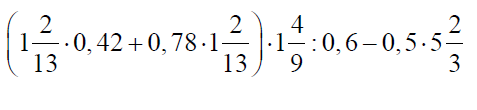 (1 2/13 · 0, 42 + 0, 78 · 1 2/13) · 1 4/9 : 0, 6 − 0, 5 · 5 2/3